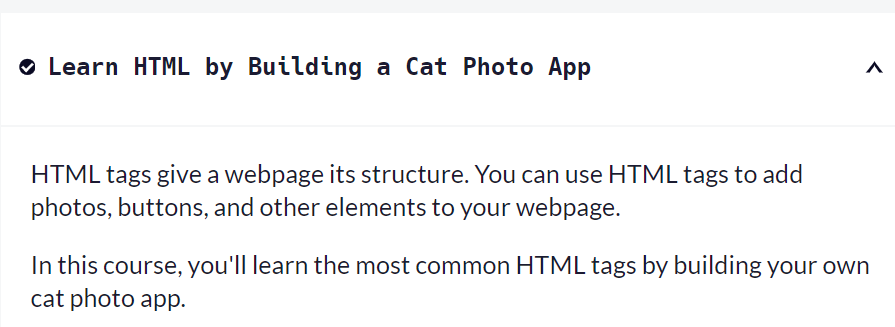 Learn HTML by Building a Cat Photo App
HTML tags give a webpage its structure. You can use HTML tags to add
photos, buttons, and other elements to your webpage.
In this course, you'll learn the most common HTML tags by building your own
cat photo app.